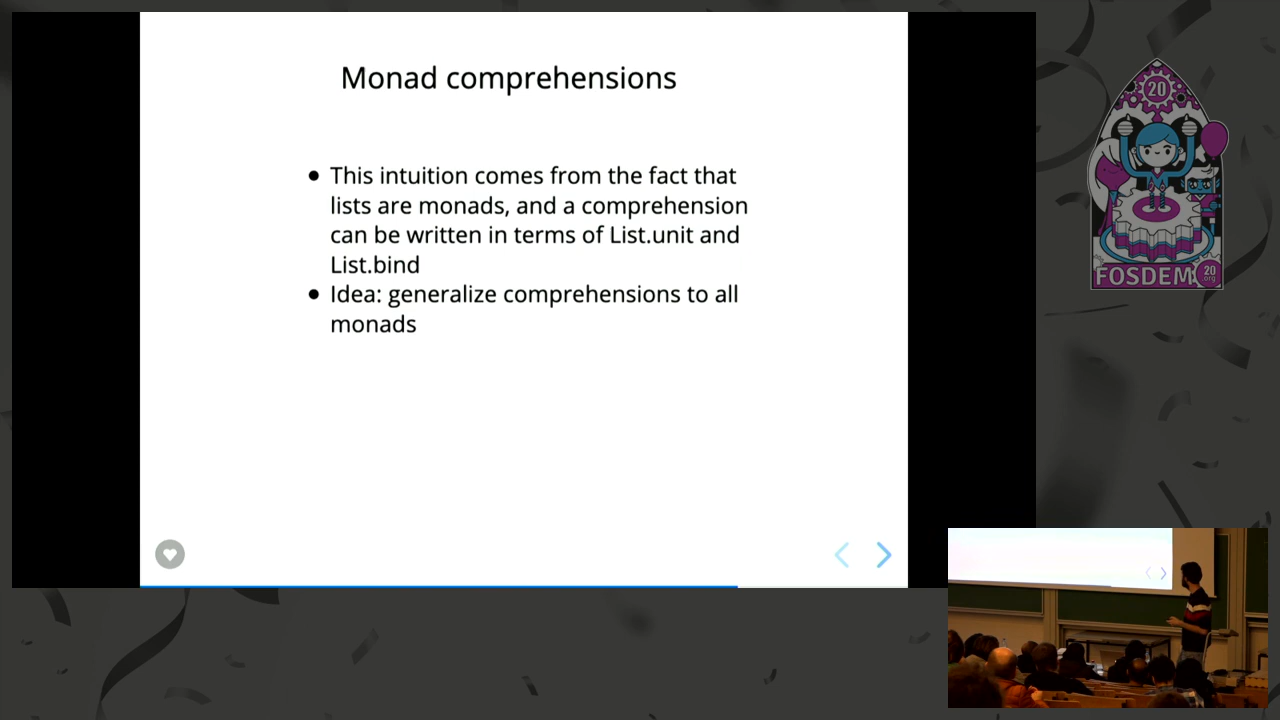 Monad comprehensions
• This intuition comes from the fact that
lists are monads, and a comprehension
can be written in terms of List.unit and
List.bind
• Idea: generalize comprehensions to all
monads
20
FOSDEM
20
.org